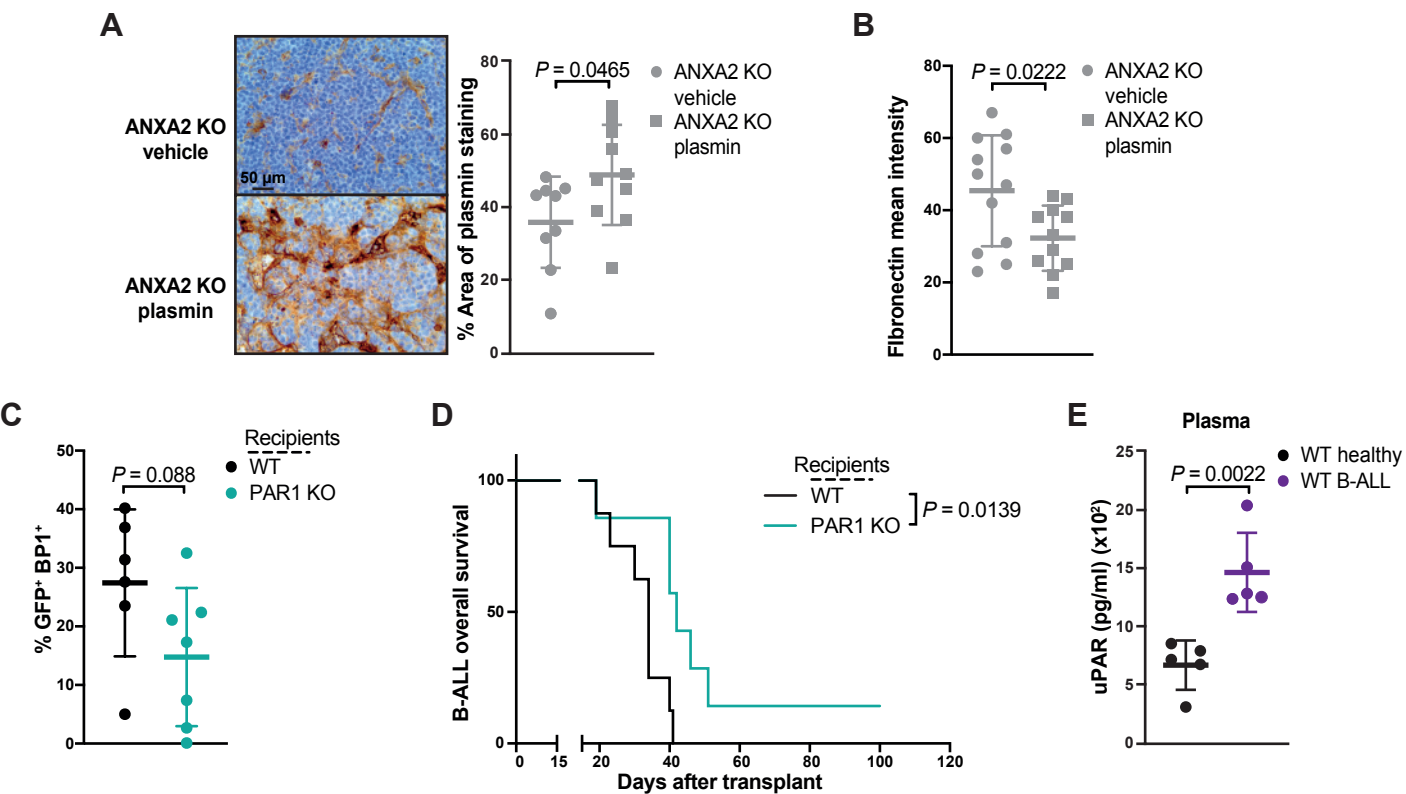 A
ANXA2 KO
vehicle
50 µm
ANXA2 KO
plasmin
% Area of plasmin staining
80
60
40
20
0
P = 0.0465
ANXA2 KO
vehicle
ANXA2 KO
plasmin
B
FIbronectin mean intensity
80
60
40
20
0
P = 0.0222
ANXA2 KO
vehicle
ANXA2 KO
plasmin
C
% GFP⁺ BP1⁺
50
40
30
20
10
0
P = 0.088
Recipients
WT
PAR1 KO
D
B-ALL overall survival
100
50
0
0 15 20 40 60 80 100 120
Days after transplant
Recipients
WT
PAR1 KO
P = 0.0139
E
Plasma
uPAR (pg/ml) (x10²)
25
20
15
10
5
0
P = 0.0022
WT healthy
WT B-ALL